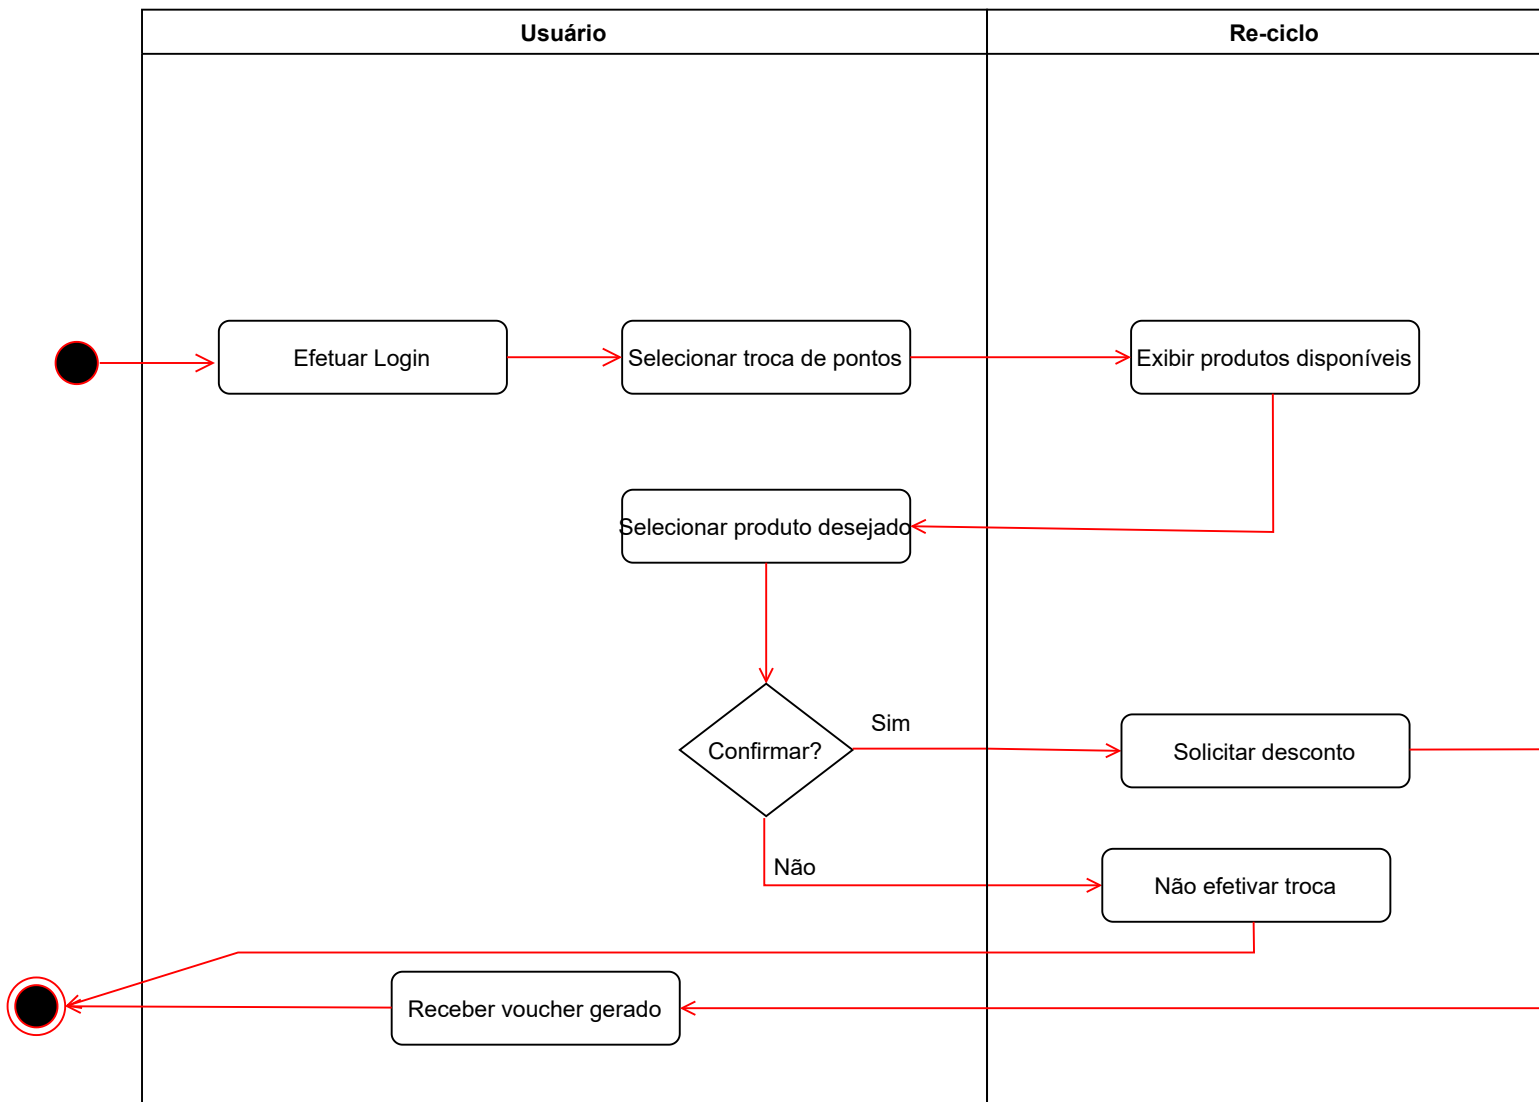 Usuário
Re-ciclo
Efetuar Login
Selecionar troca de pontos
Exibir produtos disponíveis
Selecionar produto desejado
Sim
Confirmar?
Solicitar desconto
Não
Não efetivar troca
Receber voucher gerado